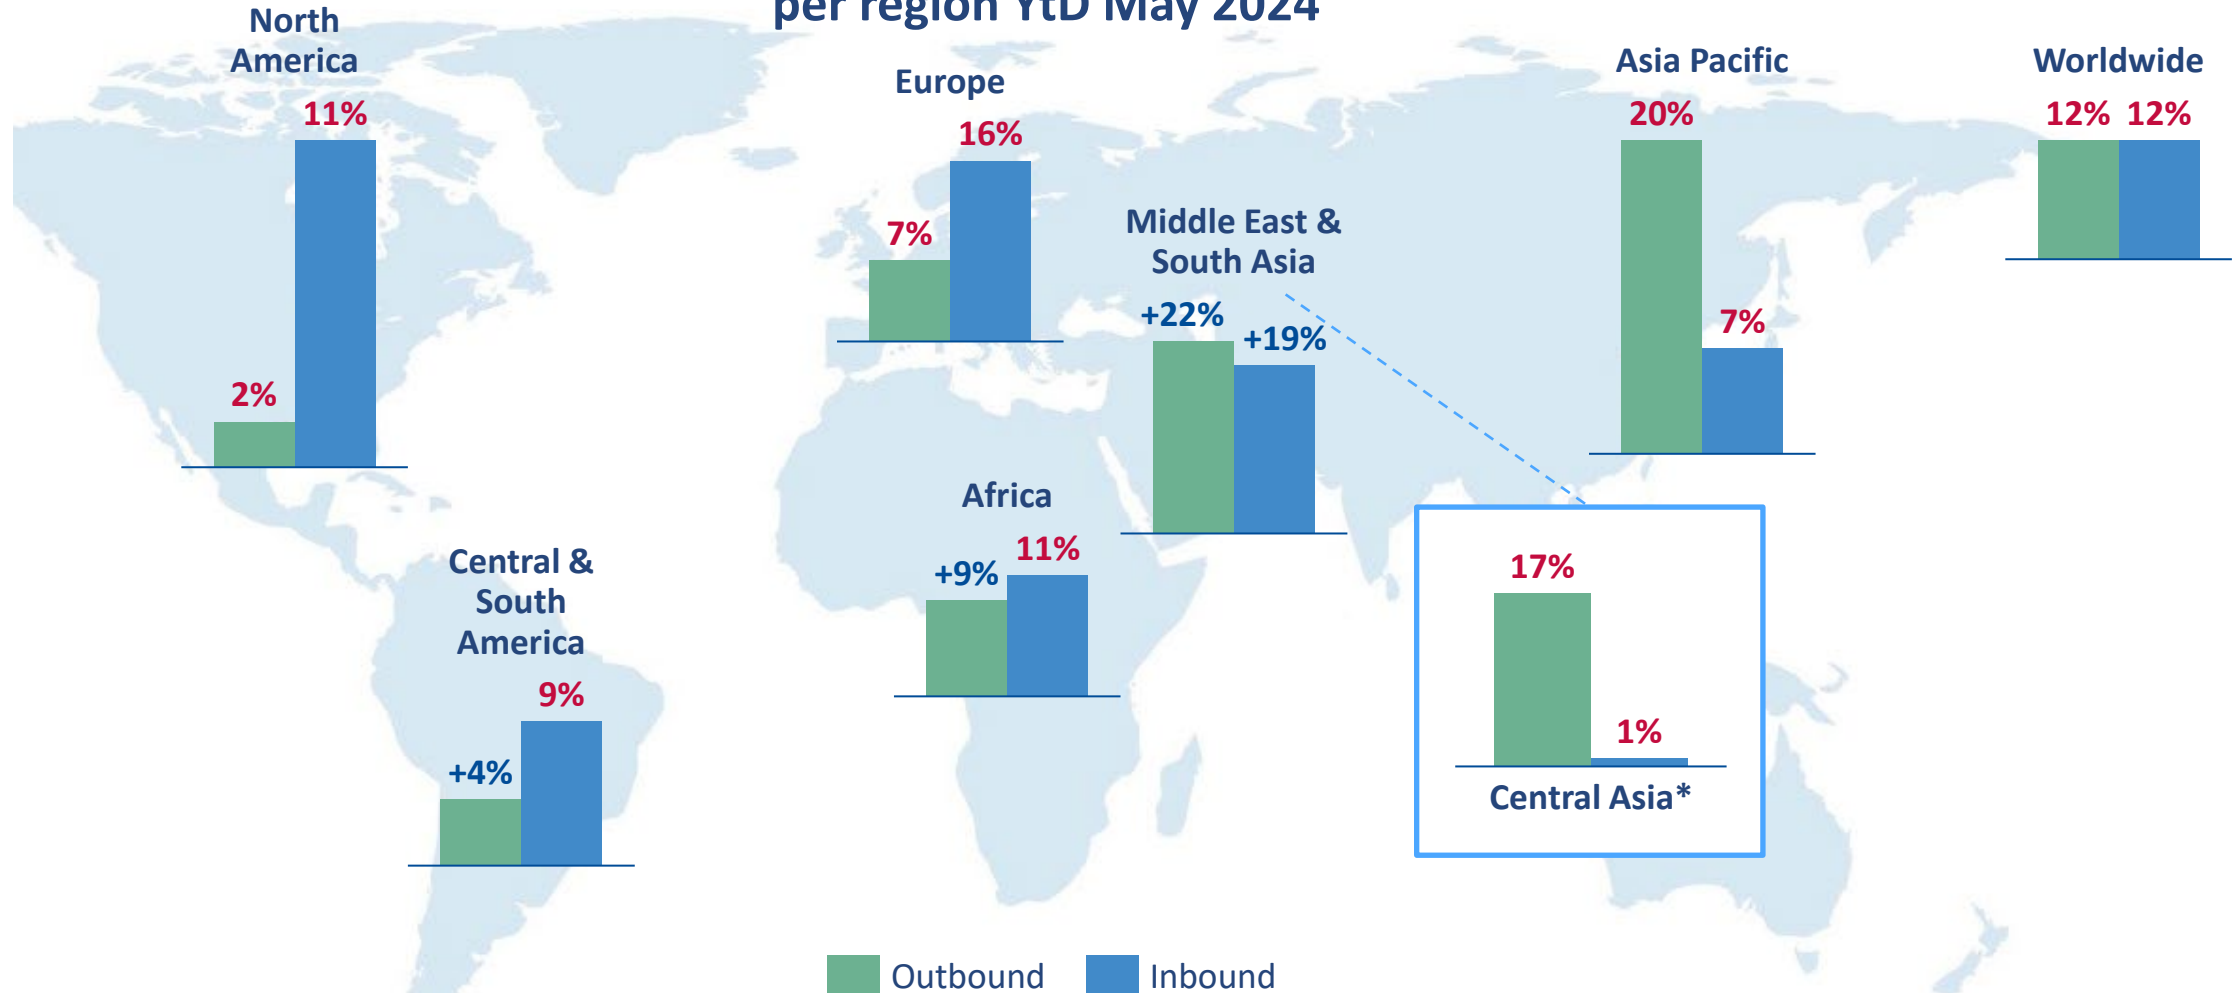 per region YtD May 2024
North
America
11%
2%
Europe
16%
7%
Middle East &
South Asia
+22%
+19%
Asia Pacific
20%
7%
Worldwide
12% 12%
Africa
+9%
11%
Central &
South
America
9%
+4%
17%
1%
Central Asia*
Outbound
Inbound